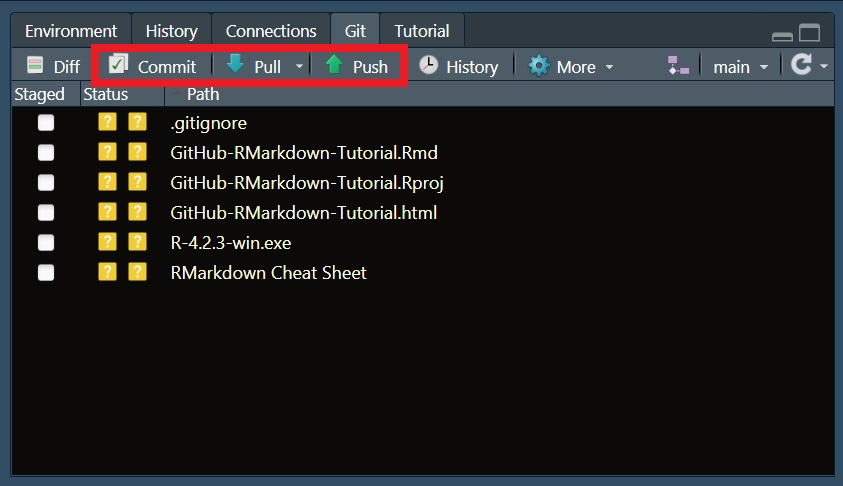 Environment History Connections Git Tutorial
Diff Commit Pull Push History More main
Staged Status Path
? ? .gitignore
? ? GitHub-RMarkdown-Tutorial.Rmd
? ? GitHub-RMarkdown-Tutorial.Rproj
? ? GitHub-RMarkdown-Tutorial.html
? ? R-4.2.3-win.exe
? ? RMarkdown Cheat Sheet